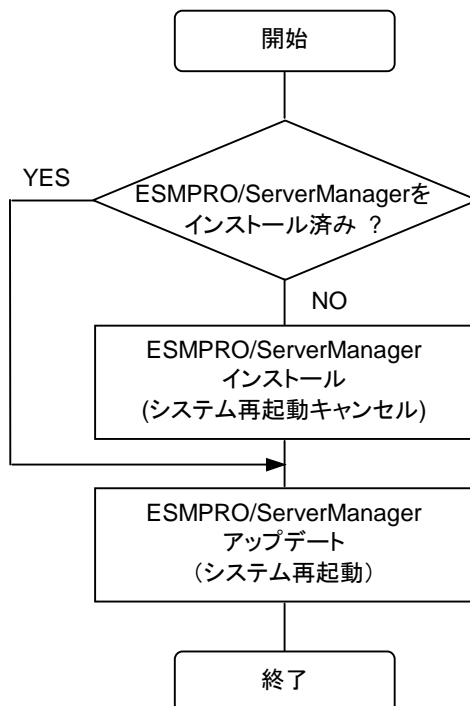 開始
YES
ESMPRO/ServerManagerを
インストール済み ?
NO
ESMPRO/ServerManager
インストール
(システム再起動キャンセル)
ESMPRO/ServerManager
アップデート
（システム再起動）
終了